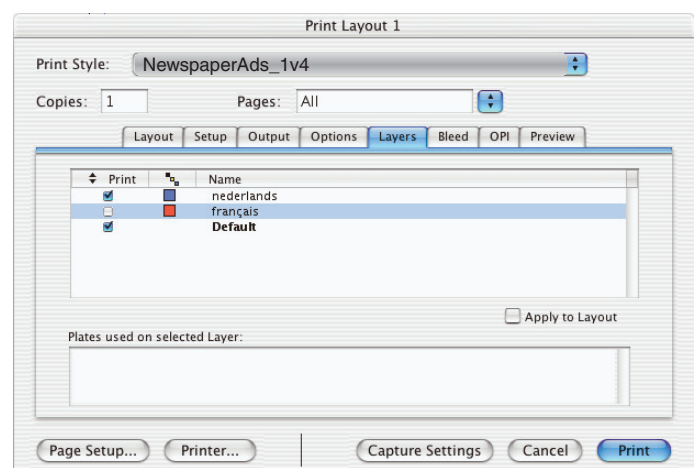 Print Layout 1
Print Style: NewspaperAds_1v4
Copies: 1 Pages: All
Layout Setup Output Options Layers Bleed OPI Preview
Print Name
nederlands
français
Default
Apply to Layout
Plates used on selected Layer:
Page Setup... Printer... Capture Settings Cancel Print